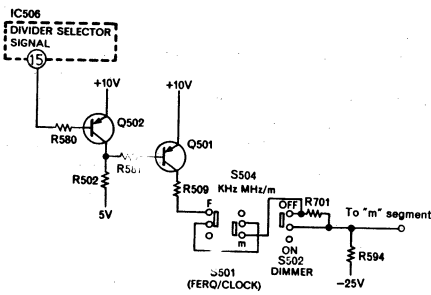 IC506
DIVIDER SELECTOR
SIGNAL
15
+10V
+10V
Q502
Q501
R580
R581
R502
R509
5V
S504
KHz MHz/m
F
m
OFF
R701
To "m" segment
ON
S502
DIMMER
R594
-25V
S501
(FERQ/CLOCK)